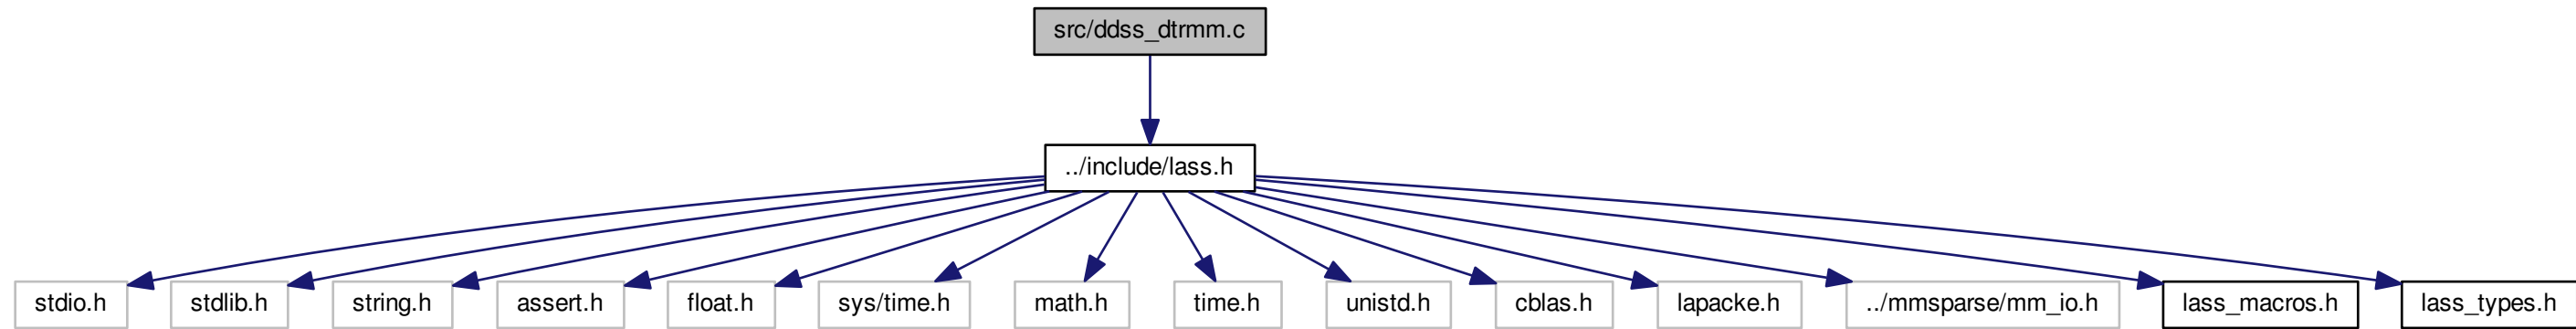 src/ddss_dtrmm.c
../include/lass.h
stdio.h
stdlib.h
string.h
assert.h
float.h
sys/time.h
math.h
time.h
unistd.h
cblas.h
lapacke.h
../mmsparse/mm_io.h
lass_macros.h
lass_types.h